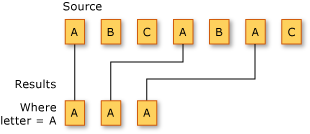 Source
A B C A B A C
Results
Where
letter = A
A A A